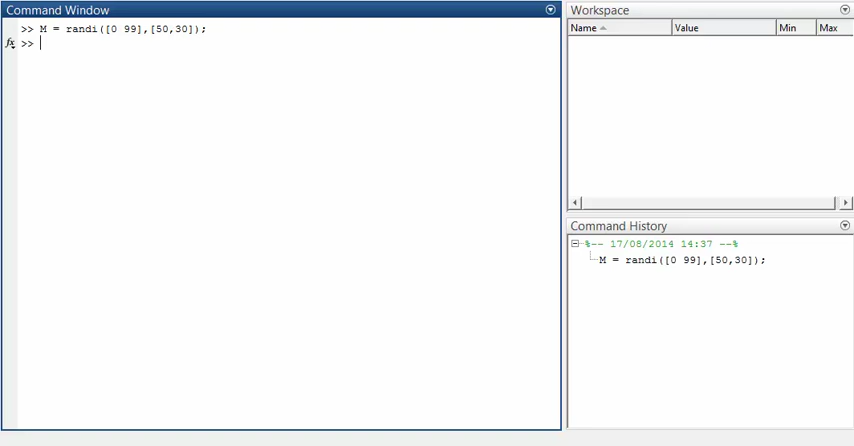 Command Window
>> M = randi([0 99],[50,30]);
fx >>
Workspace
Name Value Min Max
Command History
%-- 17/08/2014 14:37 --%
M = randi([0 99],[50,30]);